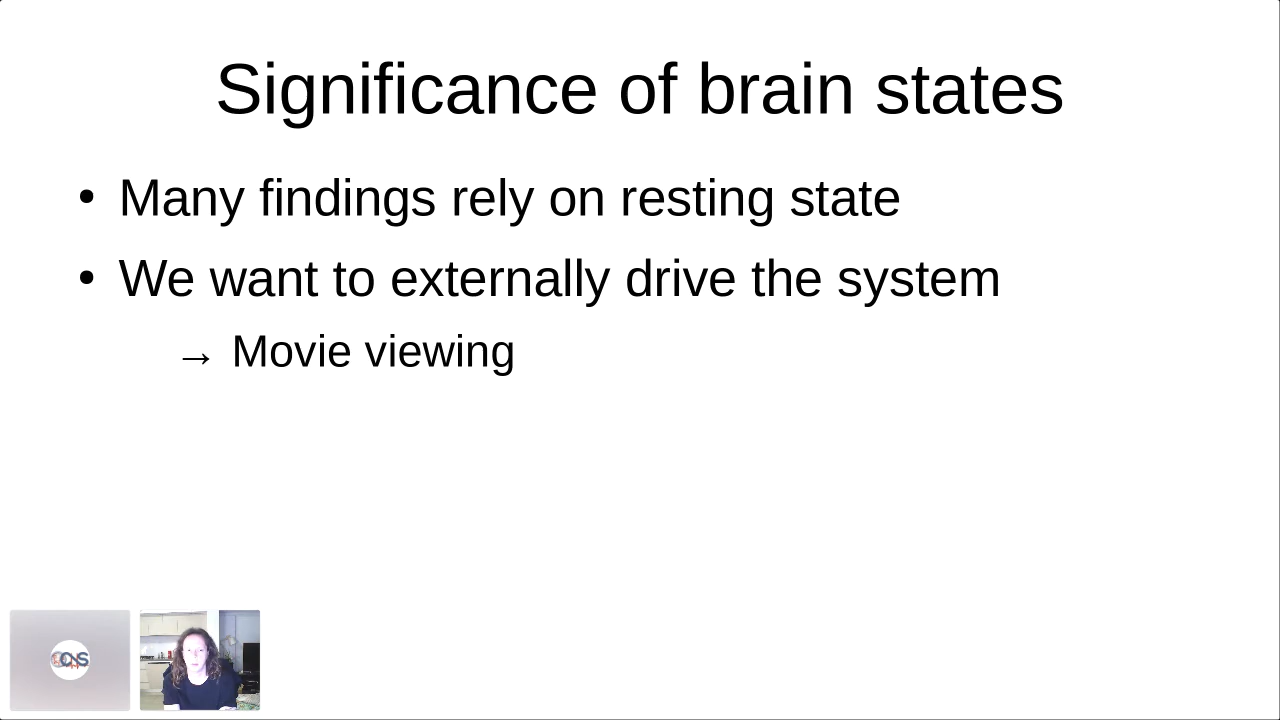 Significance of brain states
• Many findings rely on resting state
• We want to externally drive the system
→ Movie viewing